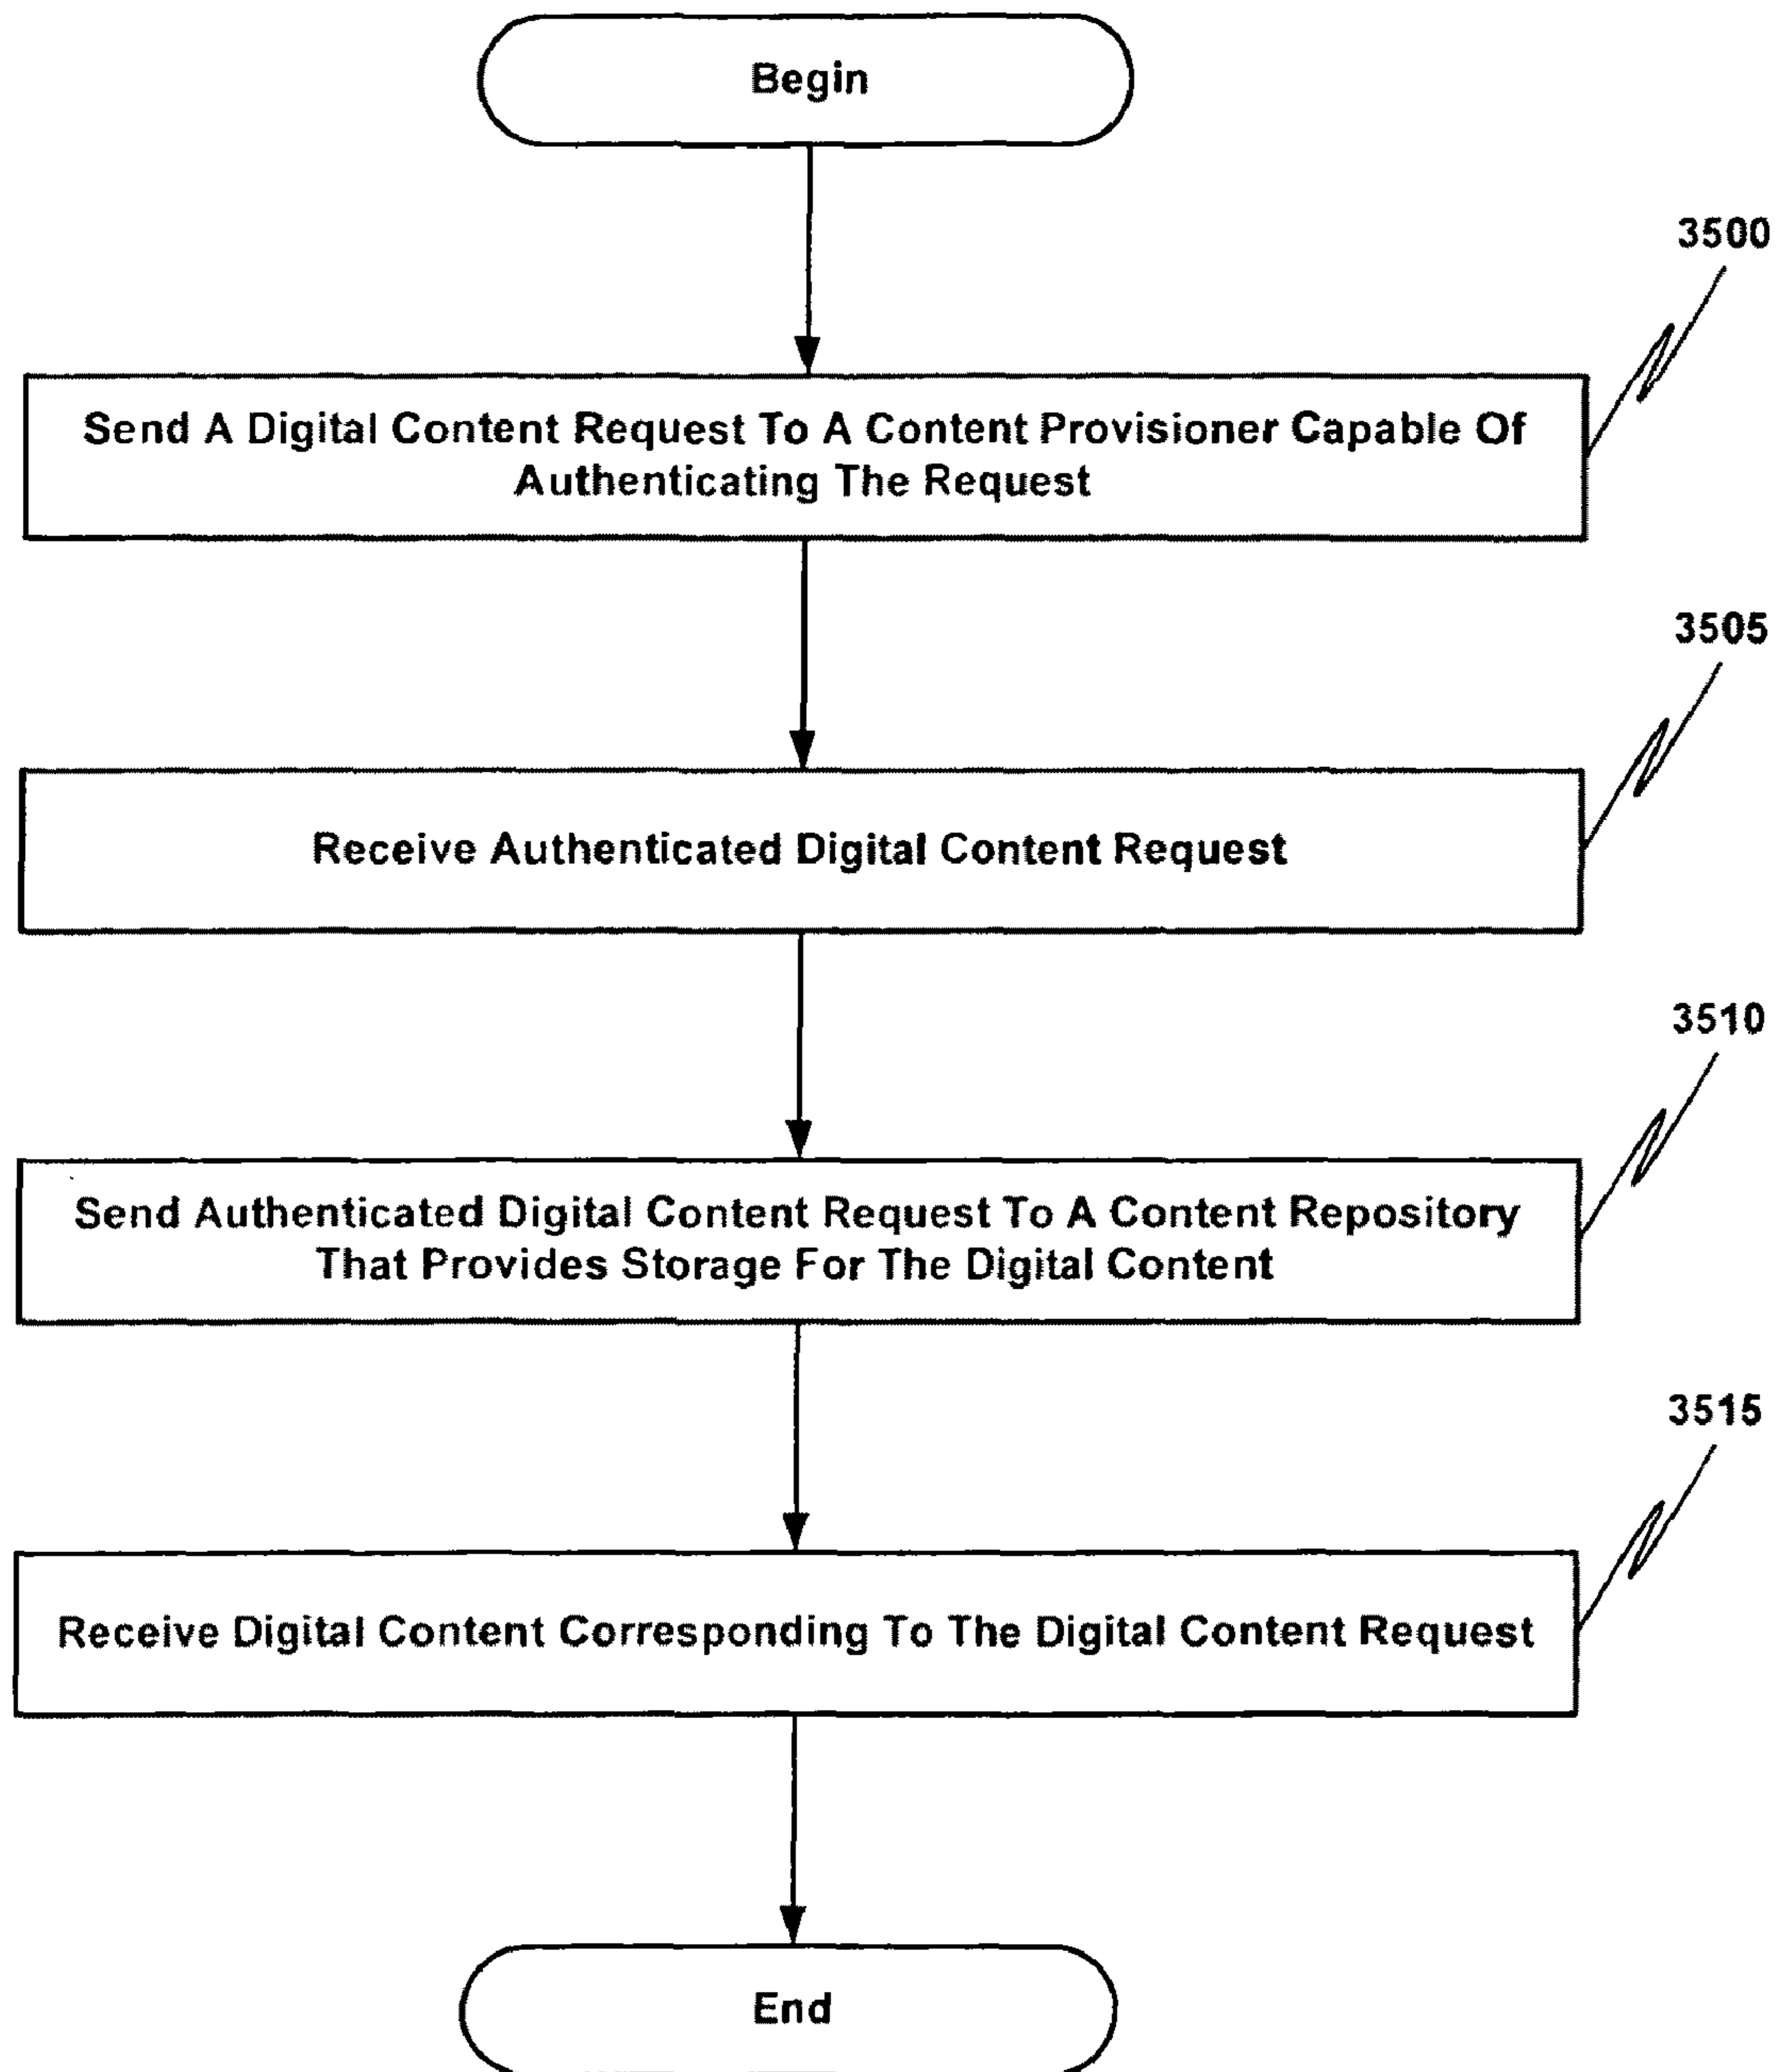 Begin
3500
Send A Digital Content Request To A Content Provisioner Capable Of
Authenticating The Request
3505
Receive Authenticated Digital Content Request
3510
Send Authenticated Digital Content Request To A Content Repository
That Provides Storage For The Digital Content
3515
Receive Digital Content Corresponding To The Digital Content Request
End